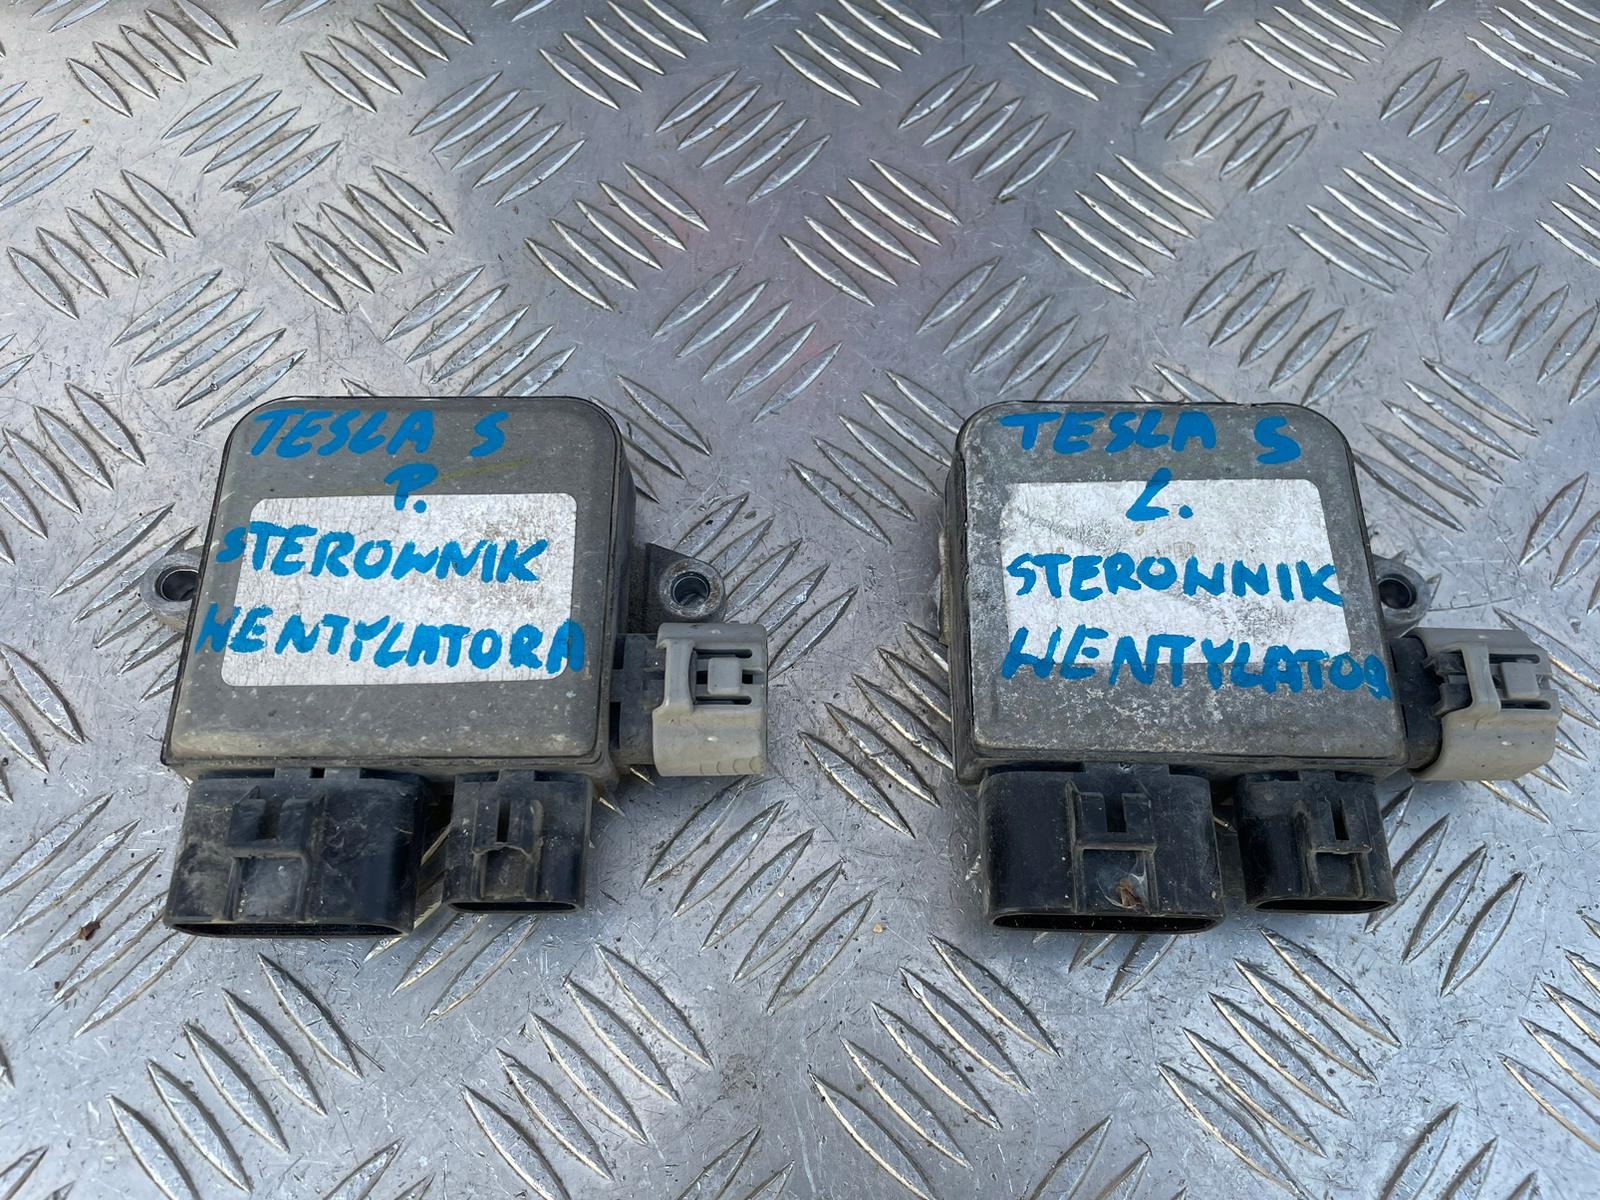 TESLA S
P.
STEROWNIK
WENTYLATORA
TESLA S
L.
STEROWNIK
WENTYLATOR